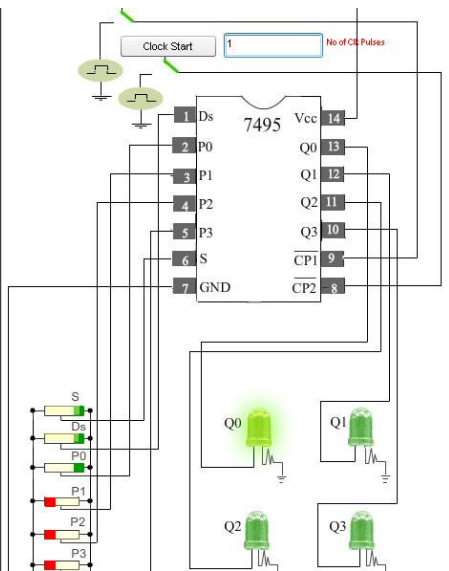 Clock Start 1 No of Clk Pulses
1 Ds Vcc 14
7495
2 P0 Q0 13
3 P1 Q1 12
4 P2 Q2 11
5 P3 Q3 10
6 S CP1 9
7 GND CP2 8
S
Ds
P0
P1
P2
P3
Q0 Q1
Q2 Q3